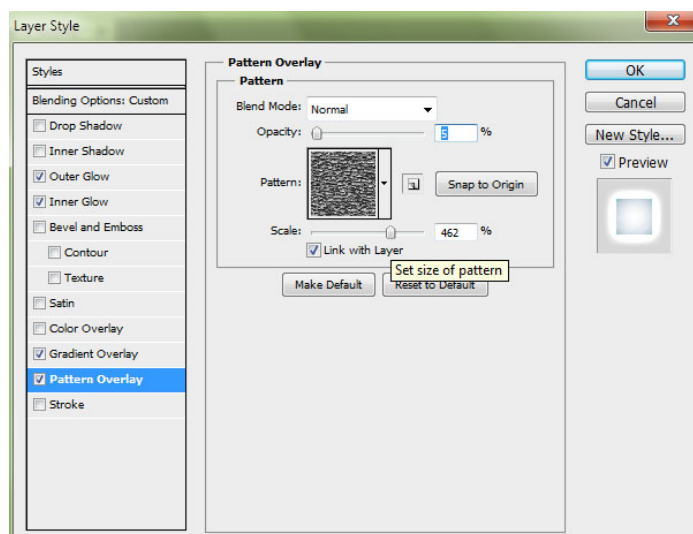 Layer Style
Styles
Blending Options: Custom
Drop Shadow
Inner Shadow
Outer Glow
Inner Glow
Bevel and Emboss
Contour
Texture
Satin
Color Overlay
Gradient Overlay
Pattern Overlay
Stroke
Pattern Overlay
Pattern
Blend Mode: Normal
Opacity: 5 %
Pattern: Snap to Origin
Scale: 462 %
Link with Layer
Set size of pattern
Make Default Reset to Default
OK
Cancel
New Style...
Preview